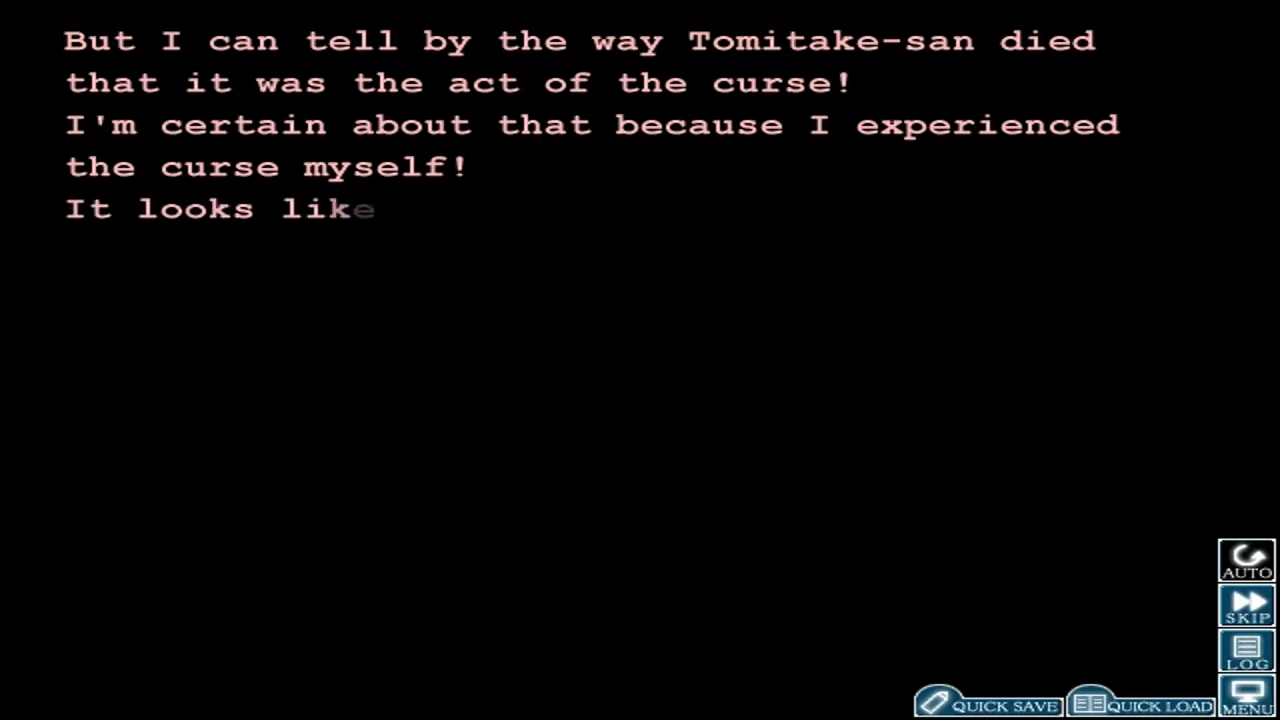 But I can tell by the way Tomitake-san died
that it was the act of the curse!
I'm certain about that because I experienced
the curse myself!
It looks like
AUTO
SKIP
LOG
QUICK SAVE
QUICK LOAD
MENU